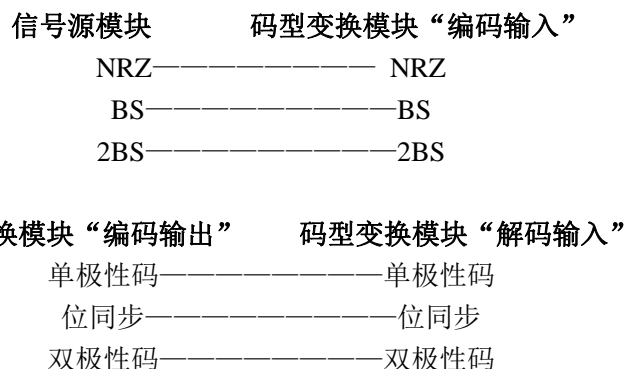 信号源模块 码型变换模块“编码输入”
NRZ———————— NRZ
BS—————————BS
2BS—————————2BS
换模块“编码输出” 码型变换模块“解码输入”
单极性码————————单极性码
位同步—————————位同步
双极性码————————双极性码